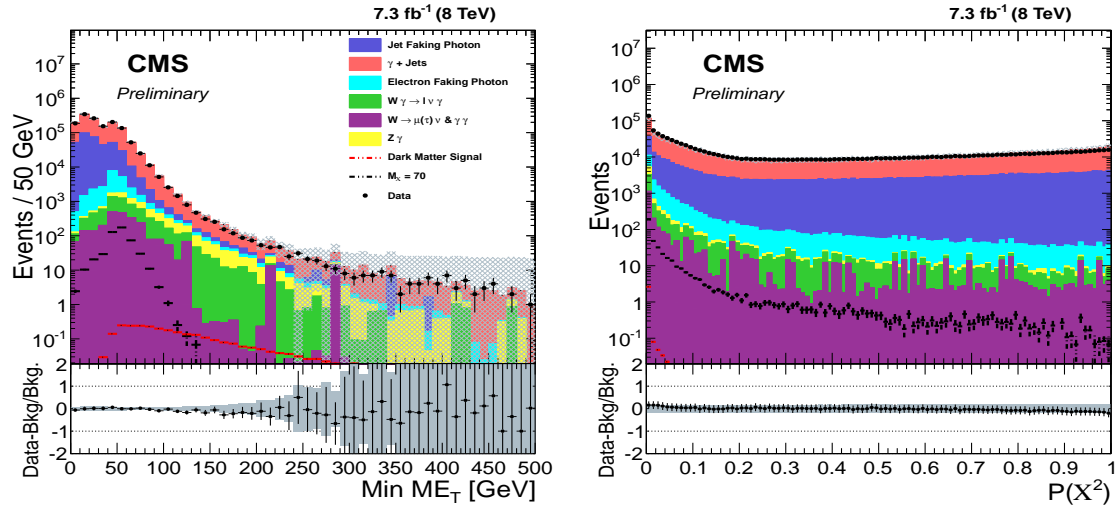 7.3 fb⁻¹ (8 TeV)
CMS
Preliminary
Jet Faking Photon
γ + Jets
Electron Faking Photon
W γ → l ν γ
W → μ(τ) ν & γ γ
Z γ
Dark Matter Signal
M_χ = 70
Data
Events / 50 GeV
10⁷
10⁶
10⁵
10⁴
10³
10²
10
1
10⁻¹
Data-Bkg/Bkg.
2
1
0
-1
-2
0 50 100 150 200 250 300 350 400 450 500
Min ME_T [GeV]
7.3 fb⁻¹ (8 TeV)
CMS
Preliminary
Events
10⁷
10⁶
10⁵
10⁴
10³
10²
10
1
10⁻¹
Data-Bkg/Bkg.
2
1
0
-1
-2
0 0.1 0.2 0.3 0.4 0.5 0.6 0.7 0.8 0.9 1
P(X²)